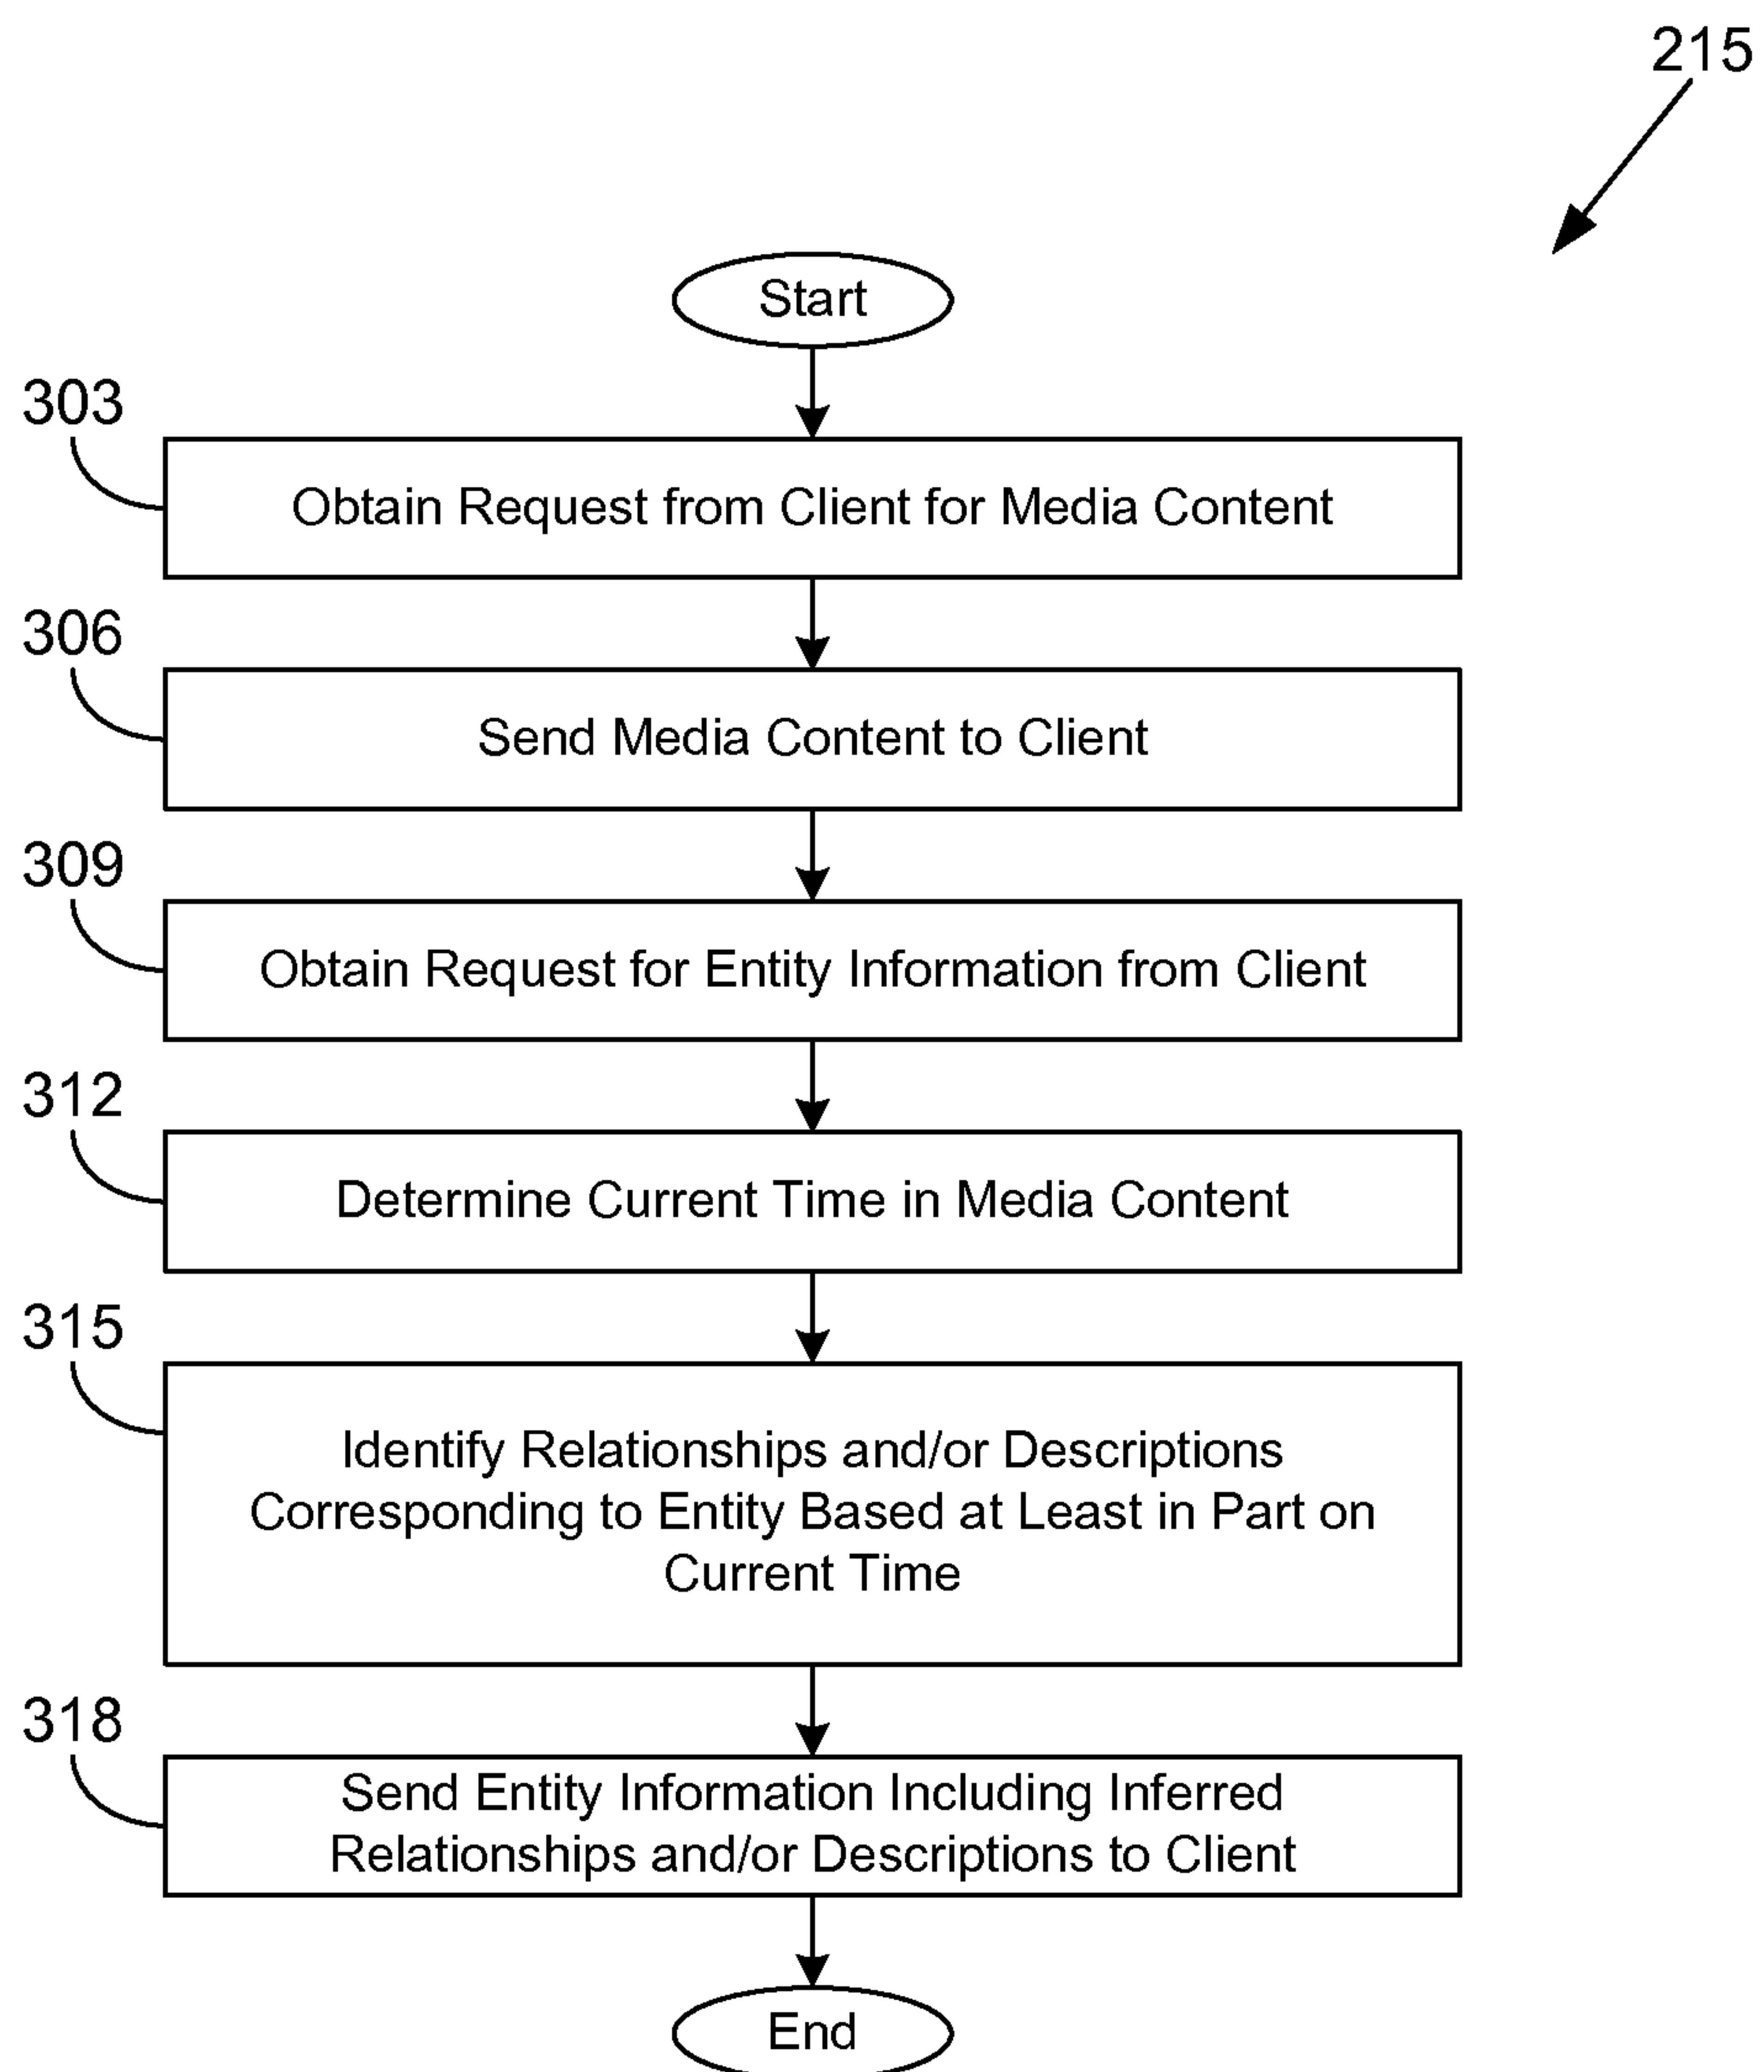 215
Start
303
Obtain Request from Client for Media Content
306
Send Media Content to Client
309
Obtain Request for Entity Information from Client
312
Determine Current Time in Media Content
315
Identify Relationships and/or Descriptions
Corresponding to Entity Based at Least in Part on
Current Time
318
Send Entity Information Including Inferred
Relationships and/or Descriptions to Client
End